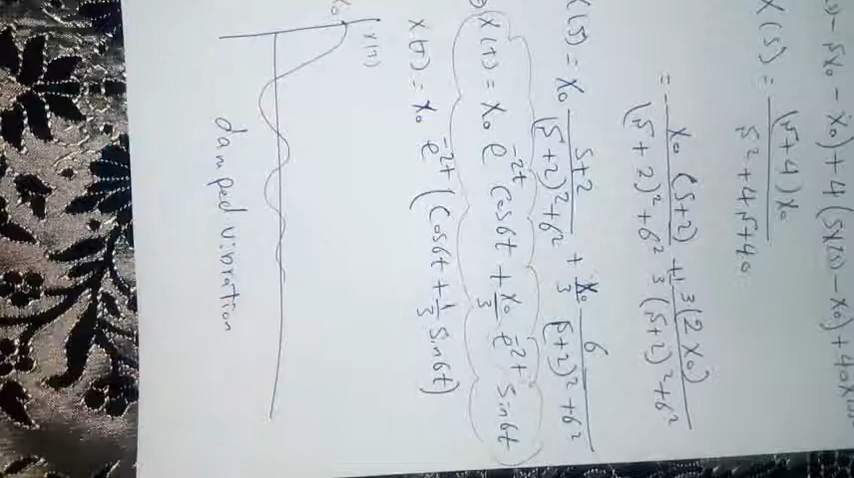 s) - sx₀ - ẋ₀) + 4 (sX(s) - x₀) + 40X(s)=
X(s) = (s+4)x₀ / s² + 4s + 40
= x₀ (s+2) / (s+2)² + 6² + 1/3 3(2x₀) / (s+2)² + 6²
X(s) = x₀ s+2 / (s+2)² + 6² + x₀/3 6 / (s+2)² + 6²
x(t) = x₀ e^-2t cos6t + x₀/3 e^-2t sin6t
x(t) = x₀ e^-2t (cos6t + 1/3 sin6t)
x(t)
x₀
damped vibration